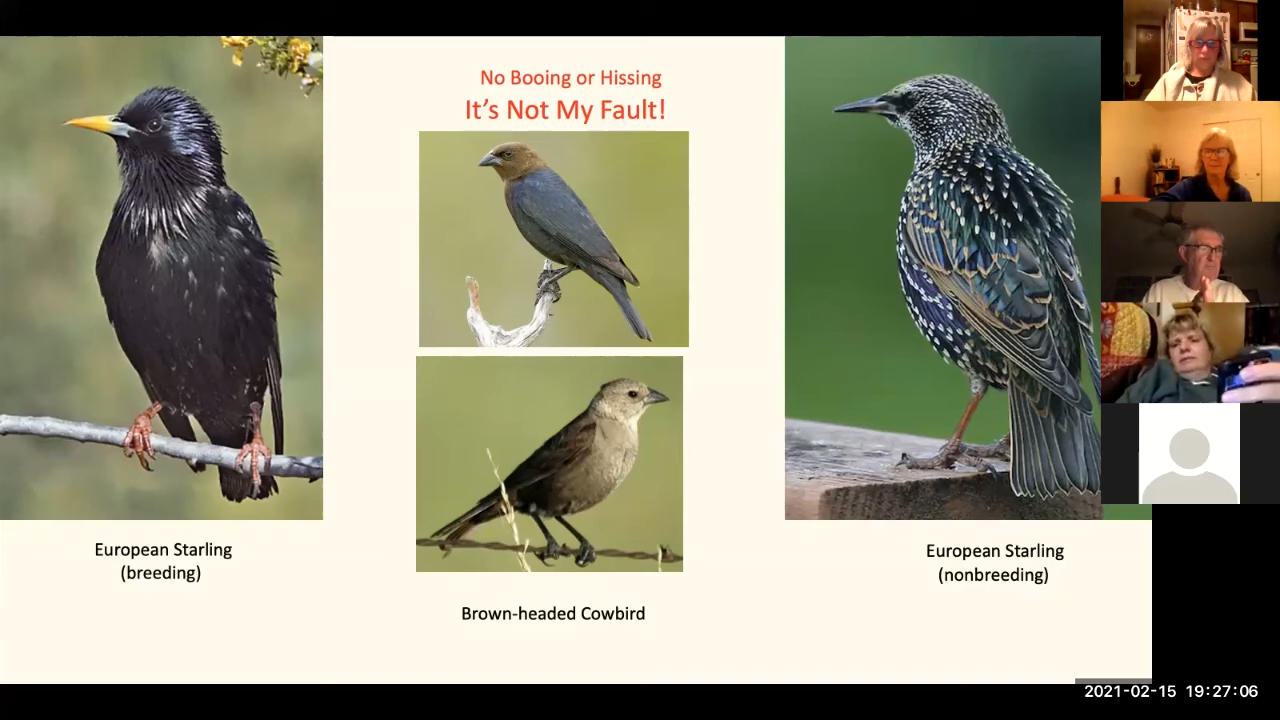 No Booing or Hissing
It's Not My Fault!
European Starling
(breeding)
Brown-headed Cowbird
European Starling
(nonbreeding)
2021-02-15 19:27:06